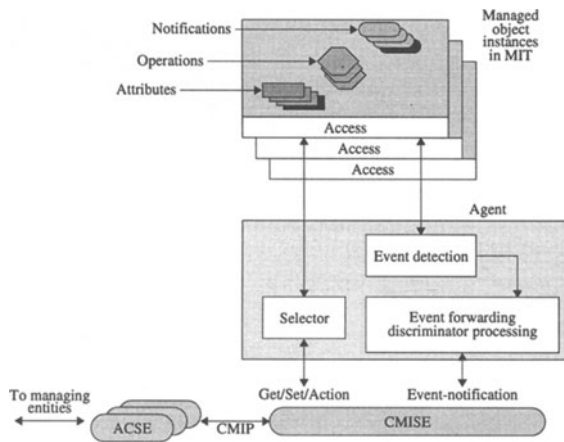 Notifications
Managed
object
instances
in MIT
Operations
Attributes
Access
Access
Access
Agent
Event detection
Selector
Event forwarding
discriminator processing
To managing
entities
Get/Set/Action
Event-notification
ACSE
CMIP
CMISE